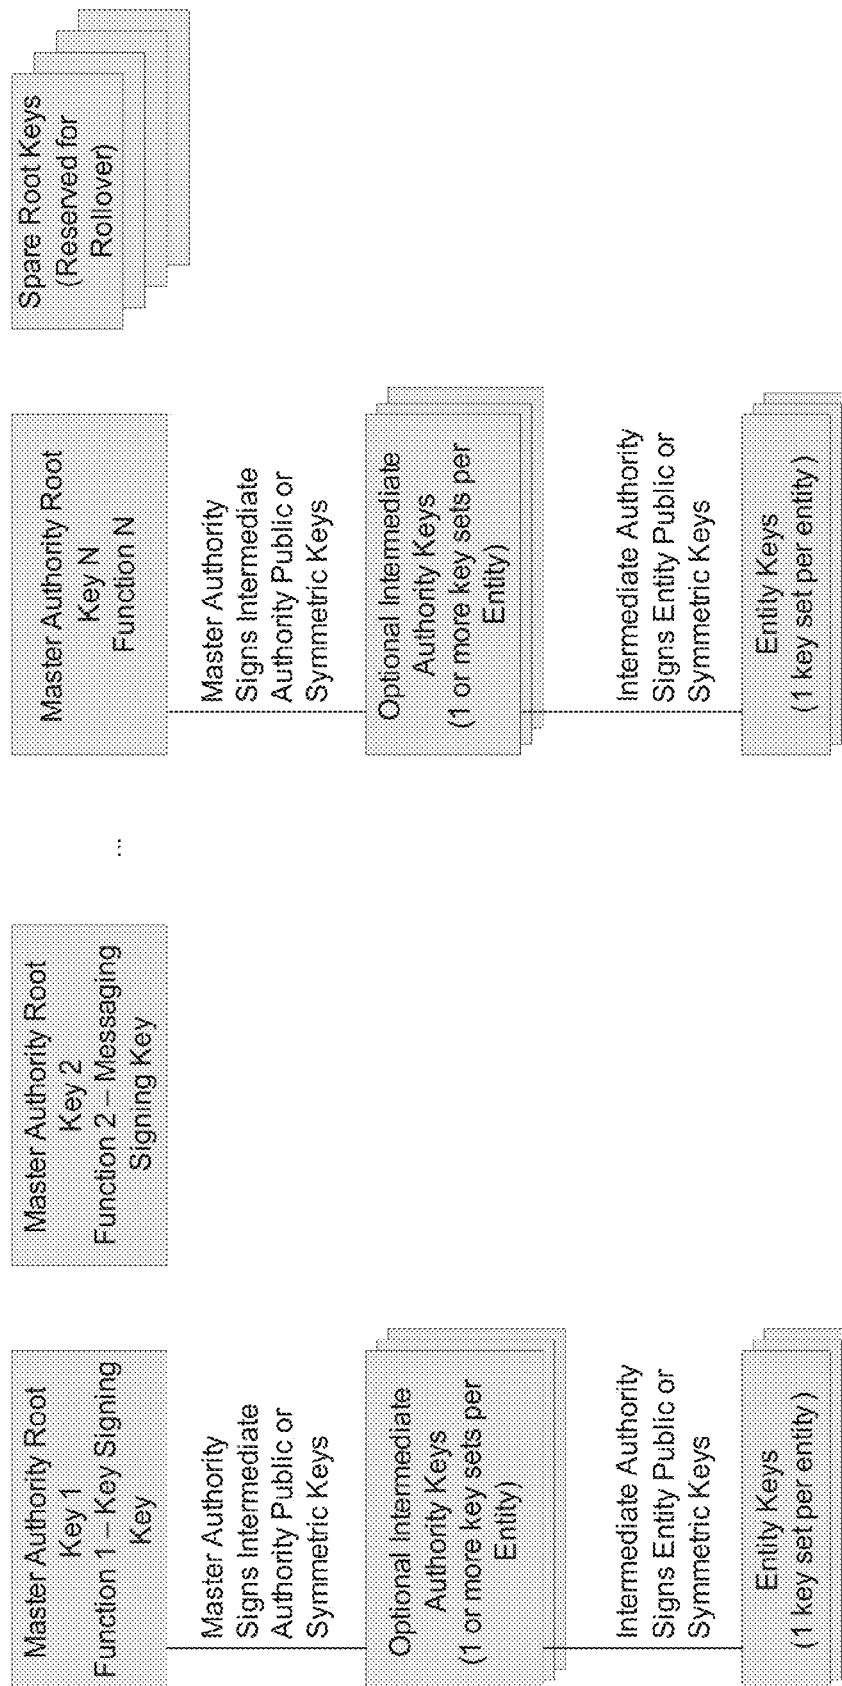 Master Authority Root
Key 1
Function 1 – Key Signing
Key
Master Authority
Signs Intermediate
Authority Public or
Symmetric Keys
Optional Intermediate
Authority Keys
(1 or more key sets per
Entity)
Intermediate Authority
Signs Entity Public or
Symmetric Keys
Entity Keys
(1 key set per entity)
Master Authority Root
Key 2
Function 2 – Messaging
Signing Key
...
Master Authority Root
Key N
Function N
Master Authority
Signs Intermediate
Authority Public or
Symmetric Keys
Optional Intermediate
Authority Keys
(1 or more key sets per
Entity)
Intermediate Authority
Signs Entity Public or
Symmetric Keys
Entity Keys
(1 key set per entity)
Spare Root Keys
(Reserved for
Rollover)